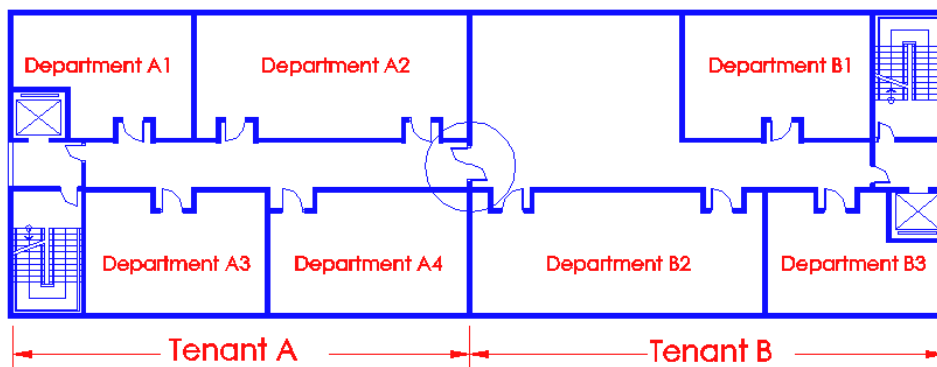 Department A1
Department A2
Department B1
Department A3
Department A4
Department B2
Department B3
Tenant A
Tenant B